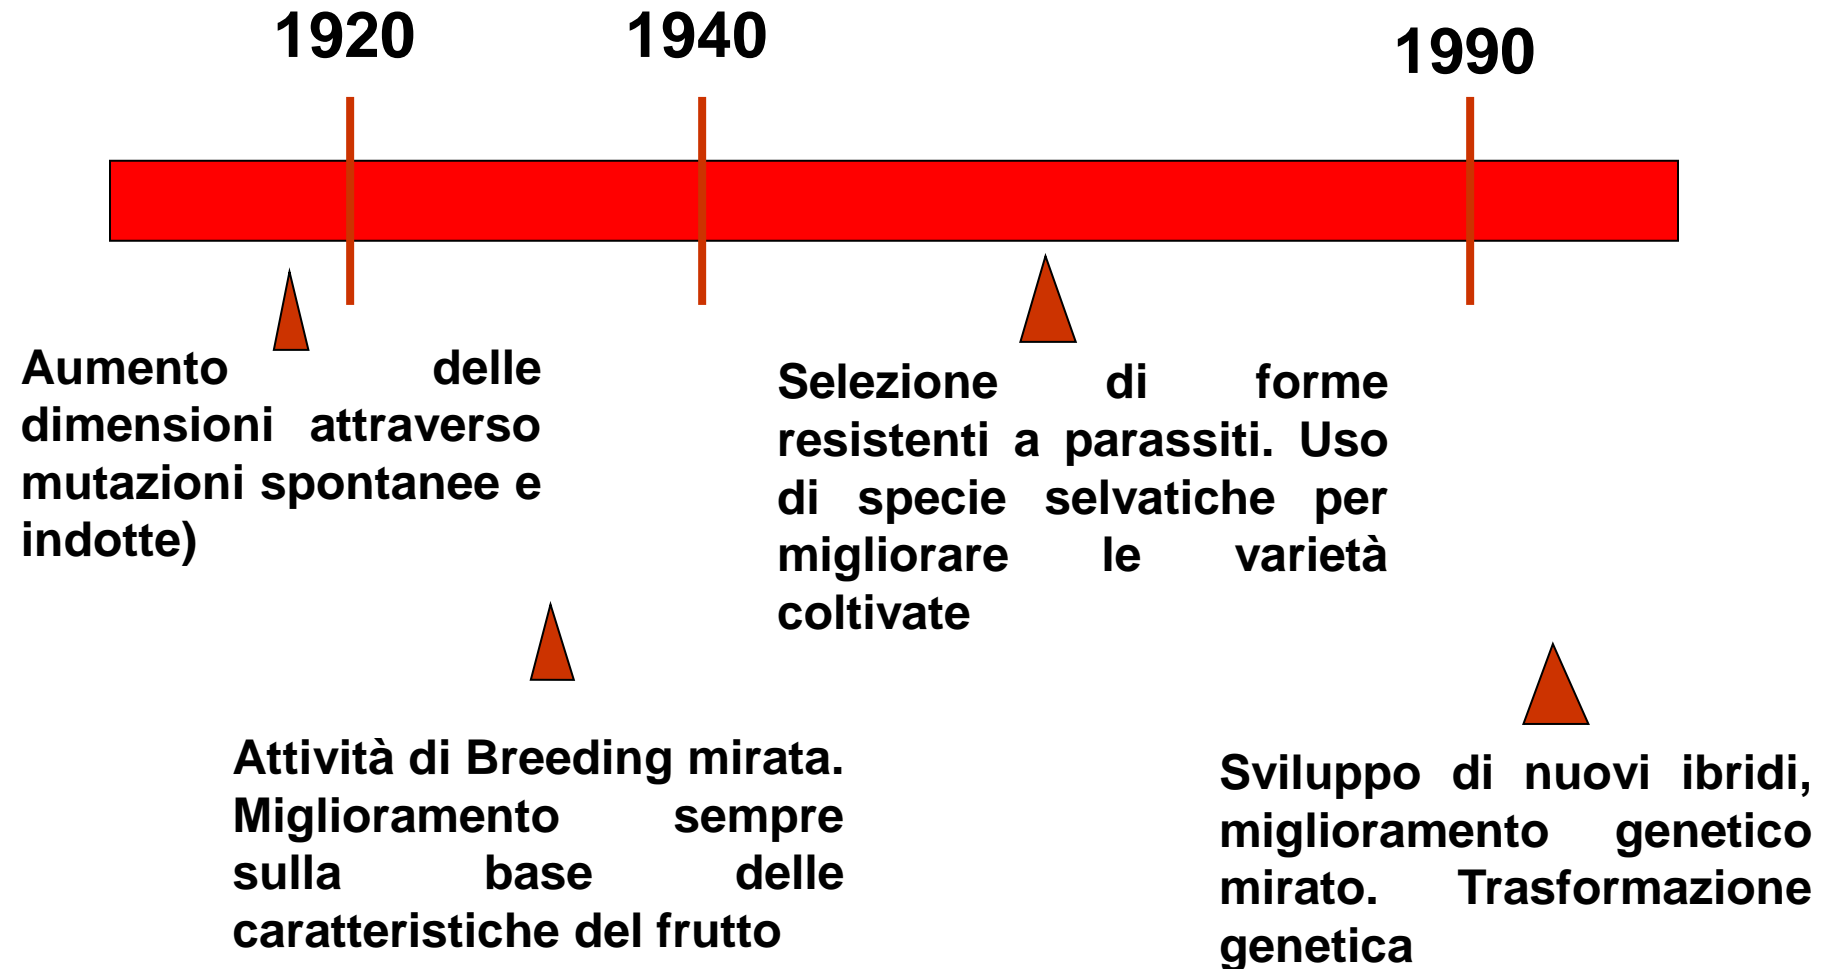 1920
1940
1990
Aumento delle
dimensioni attraverso
mutazioni spontanee e
indotte)
Selezione di forme
resistenti a parassiti. Uso
di specie selvatiche per
migliorare le varietà
coltivate
Attività di Breeding mirata.
Miglioramento sempre
sulla base delle
caratteristiche del frutto
Sviluppo di nuovi ibridi,
miglioramento genetico
mirato. Trasformazione
genetica